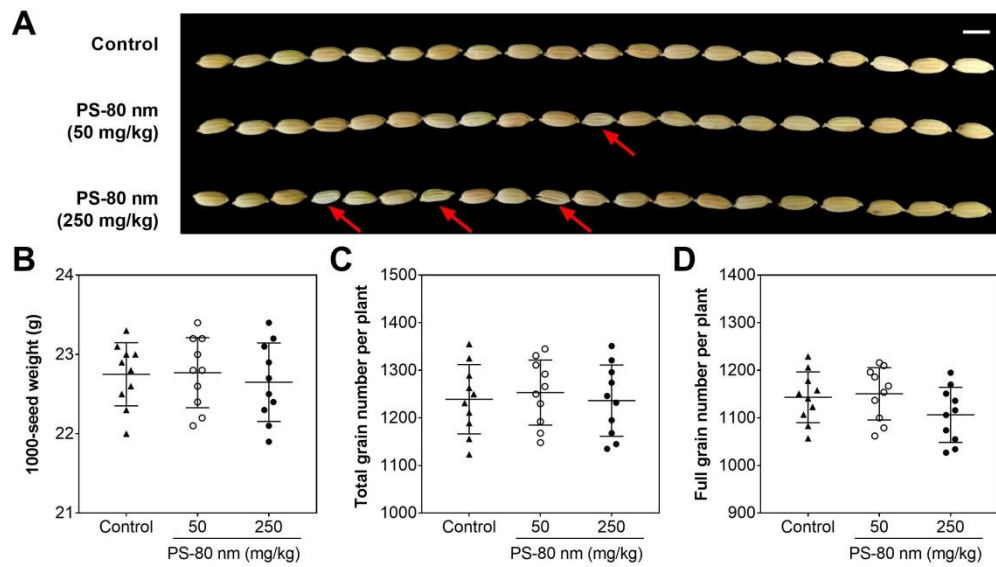 A
Control
PS-80 nm
(50 mg/kg)
PS-80 nm
(250 mg/kg)
B
1000-seed weight (g)
24
23
22
21
Control
50
250
PS-80 nm (mg/kg)
C
Total grain number per plant
1500
1400
1300
1200
1100
1000
Control
50
250
PS-80 nm (mg/kg)
D
Full grain number per plant
1400
1300
1200
1100
1000
900
Control
50
250
PS-80 nm (mg/kg)